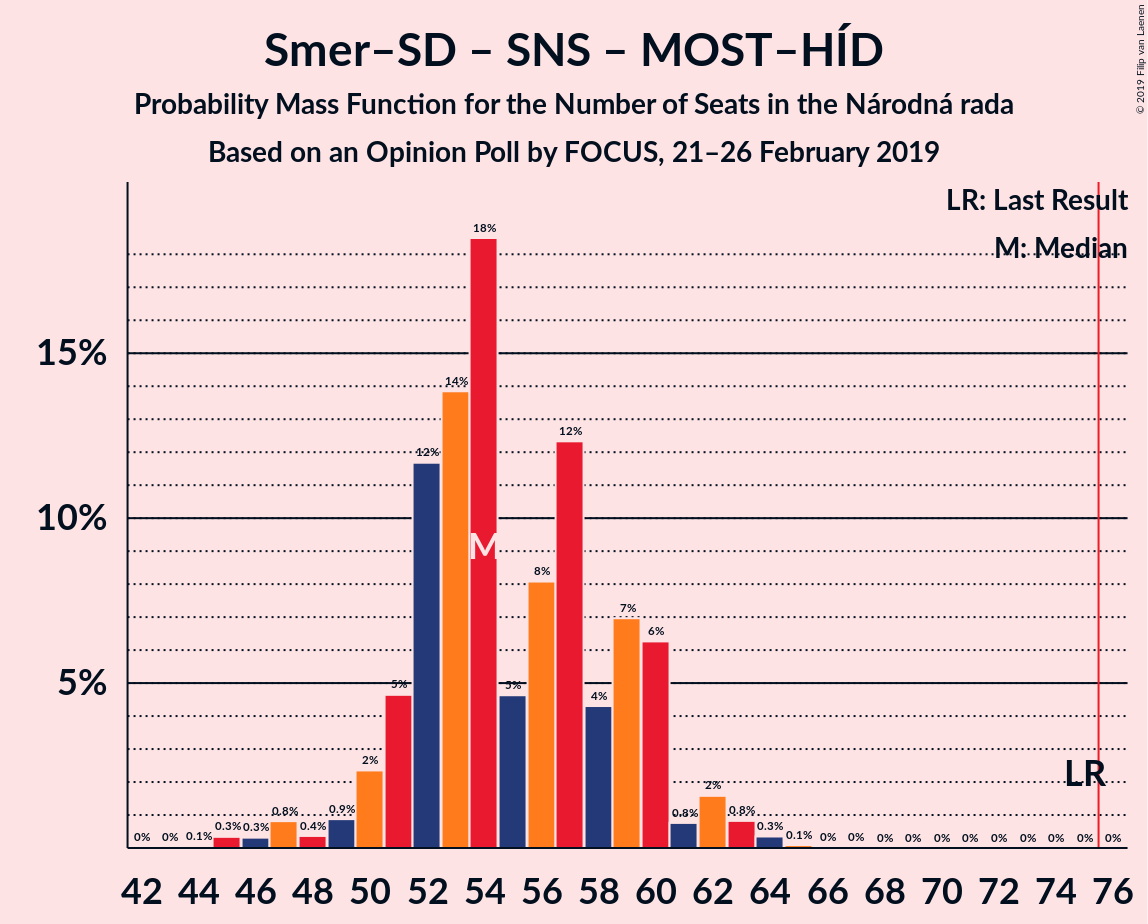 Smer–SD – SNS – MOST–HÍD
Probability Mass Function for the Number of Seats in the Národná rada
Based on an Opinion Poll by FOCUS, 21–26 February 2019
© 2019 Filip van Laenen
LR: Last Result
M: Median
15%
10%
5%
0% 0% 0.1% 0.3% 0.3% 0.8% 0.4% 0.9% 2% 5% 12% 14% 18% 5% 8% 12% 4% 7% 6% 0.8% 2% 0.8% 0.3% 0.1% 0% 0% 0% 0% 0% 0% 0% 0% 0% 0% 0%
M
LR
42 44 46 48 50 52 54 56 58 60 62 64 66 68 70 72 74 76